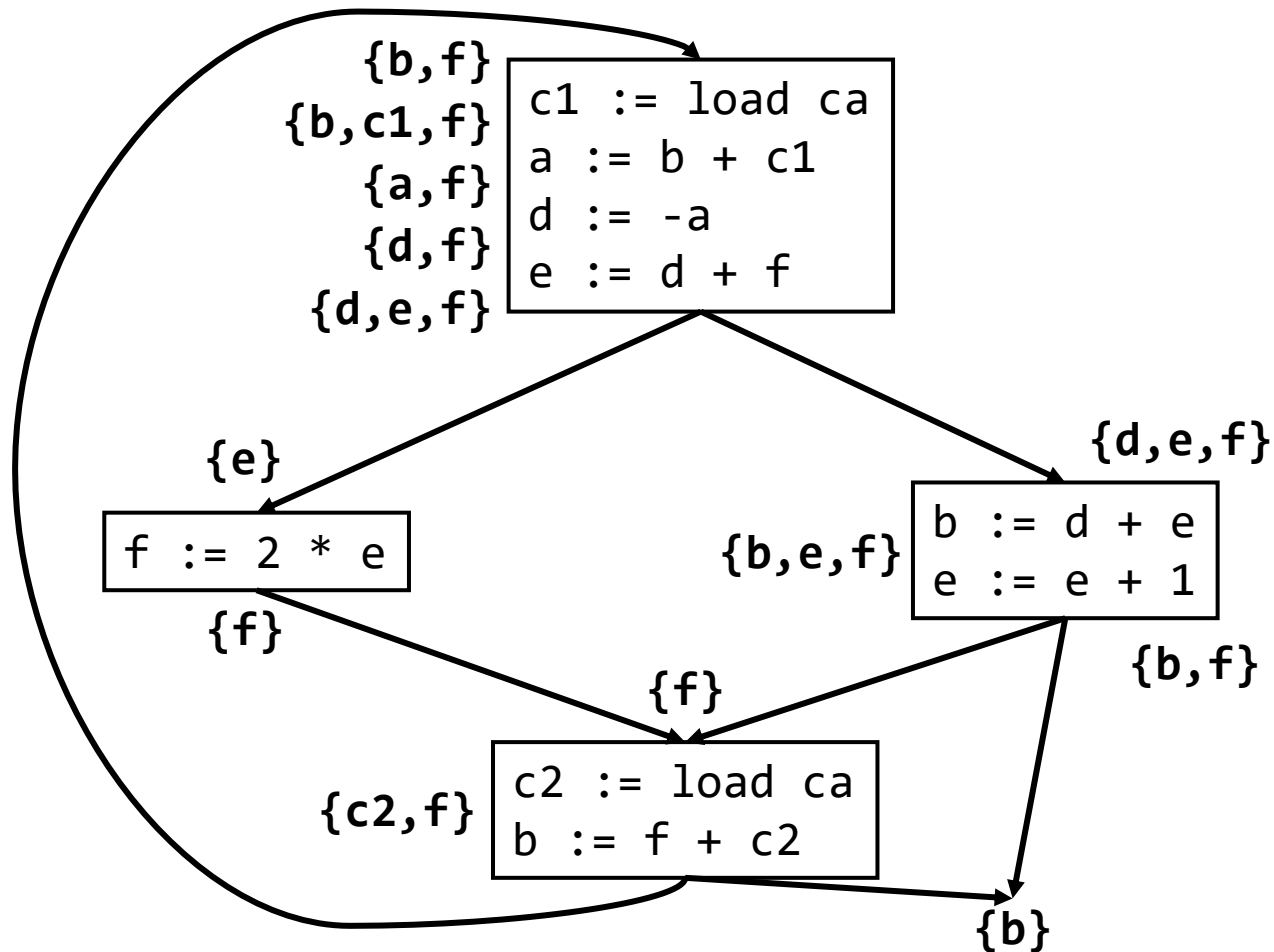 {b,f}
c1 := load ca
{b,c1,f}
a := b + c1
{a,f}
d := -a
{d,f}
e := d + f
{d,e,f}
{e}
{d,e,f}
f := 2 * e
{b,e,f}
b := d + e
e := e + 1
{f}
{b,f}
{f}
c2 := load ca
{c2,f}
b := f + c2
{b}